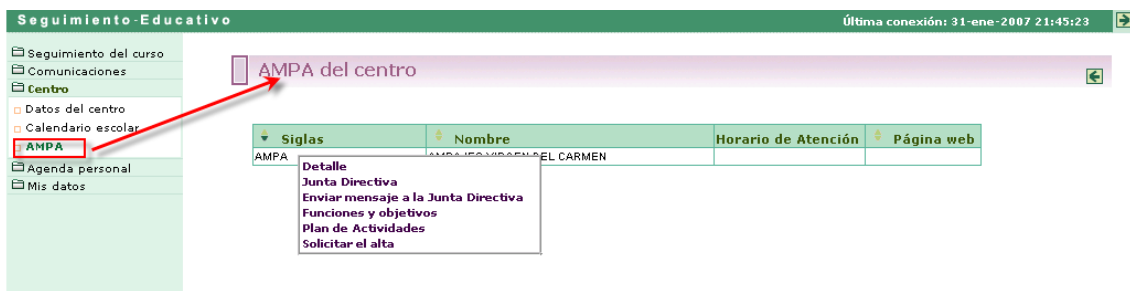 Seguimiento-Educativo
Última conexión: 31-ene-2007 21:45:23
Seguimiento del curso
Comunicaciones
Centro
Datos del centro
Calendario escolar
AMPA
Agenda personal
Mis datos
AMPA del centro
Siglas Nombre Horario de Atención Página web
AMPA DEL CARMEN
Detalle
Junta Directiva
Enviar mensaje a la Junta Directiva
Funciones y objetivos
Plan de Actividades
Solicitar el alta